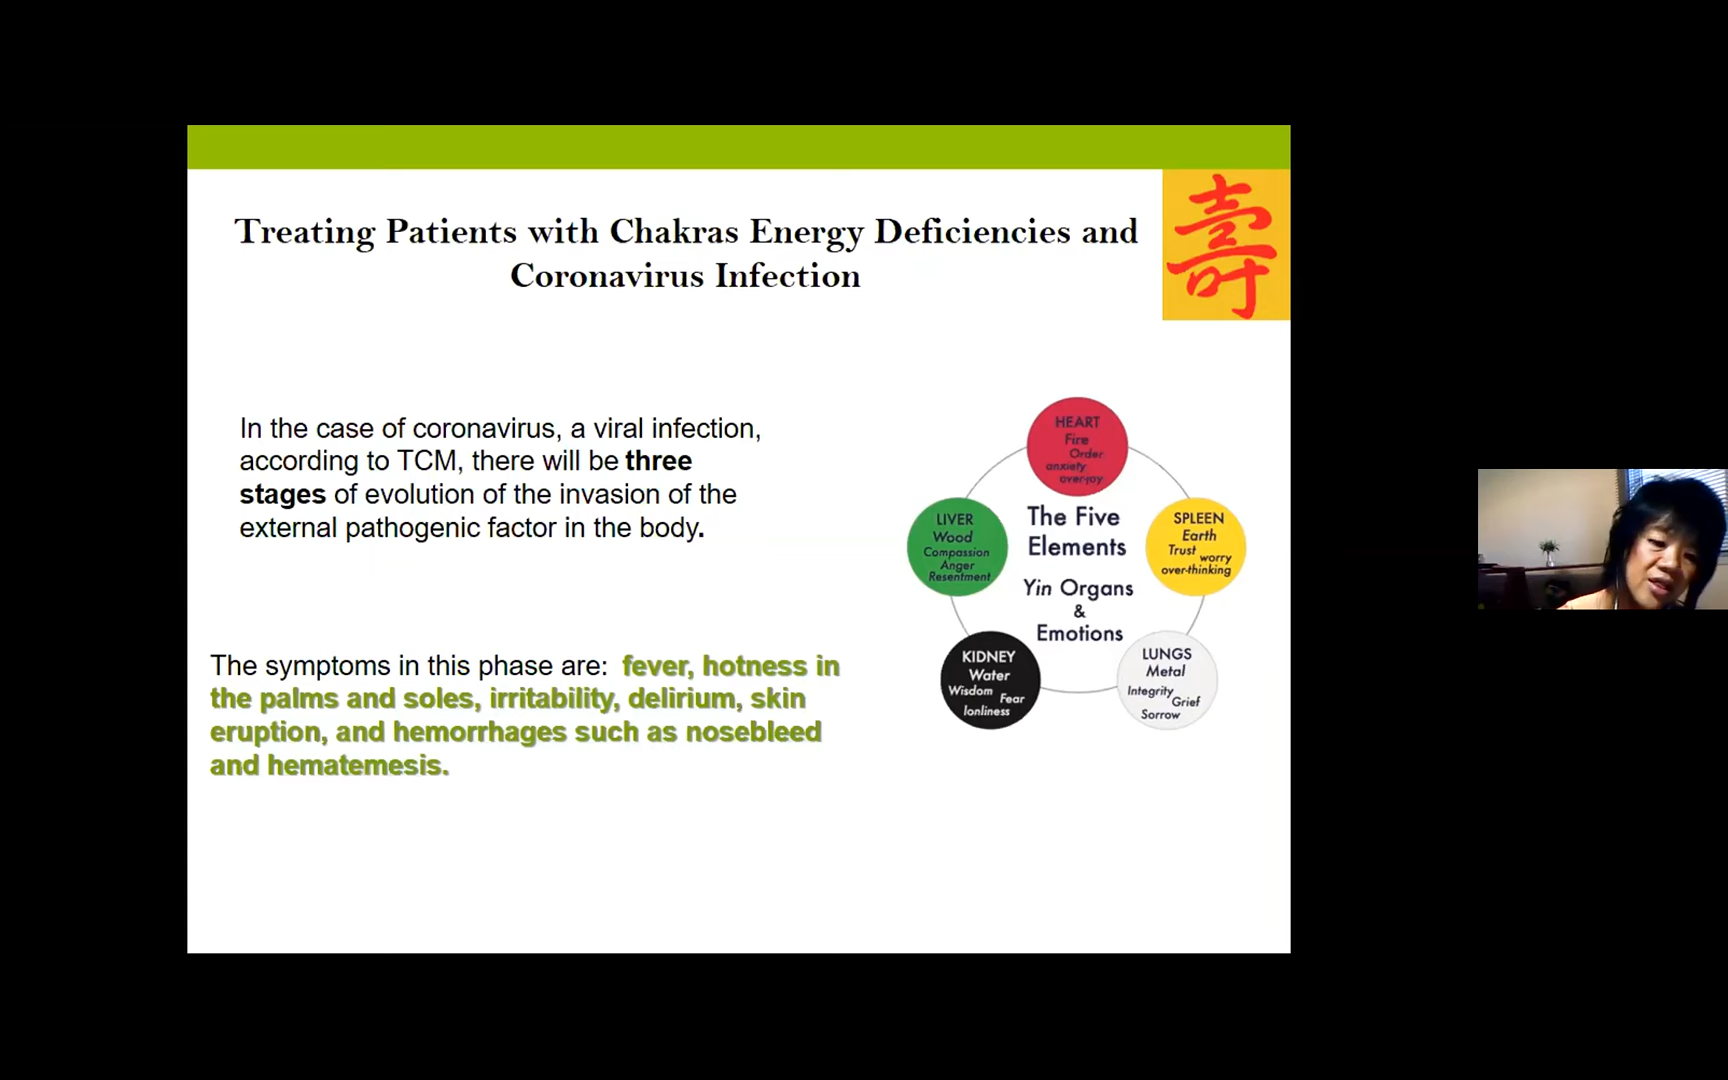 Treating Patients with Chakras Energy Deficiencies and
Coronavirus Infection
壽
In the case of coronavirus, a viral infection,
according to TCM, there will be three
stages of evolution of the invasion of the
external pathogenic factor in the body.
The symptoms in this phase are: fever, hotness in
the palms and soles, irritability, delirium, skin
eruption, and hemorrhages such as nosebleed
and hematemesis.
HEART
Fire
Order
anxiety
over-joy
The Five
Elements
Yin Organs
&
Emotions
LIVER
Wood
Compassion
Anger
Resentment
SPLEEN
Earth
Trust worry
over-thinking
KIDNEY
Water
Wisdom Fear
lonliness
LUNGS
Metal
Integrity
Grief
Sorrow